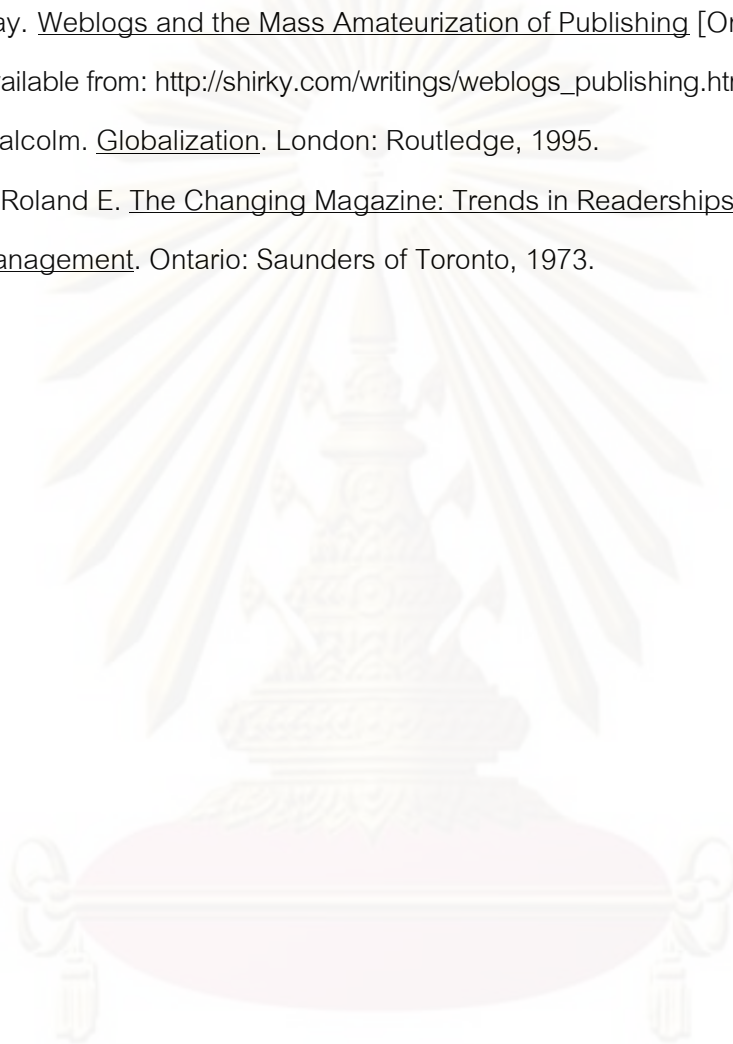 ay. Weblogs and the Mass Amateurization of Publishing [Or
ailable from: http://shirky.com/writings/weblogs_publishing.htm
alcolm. Globalization. London: Routledge, 1995.
Roland E. The Changing Magazine: Trends in Readerships
anagement. Ontario: Saunders of Toronto, 1973.